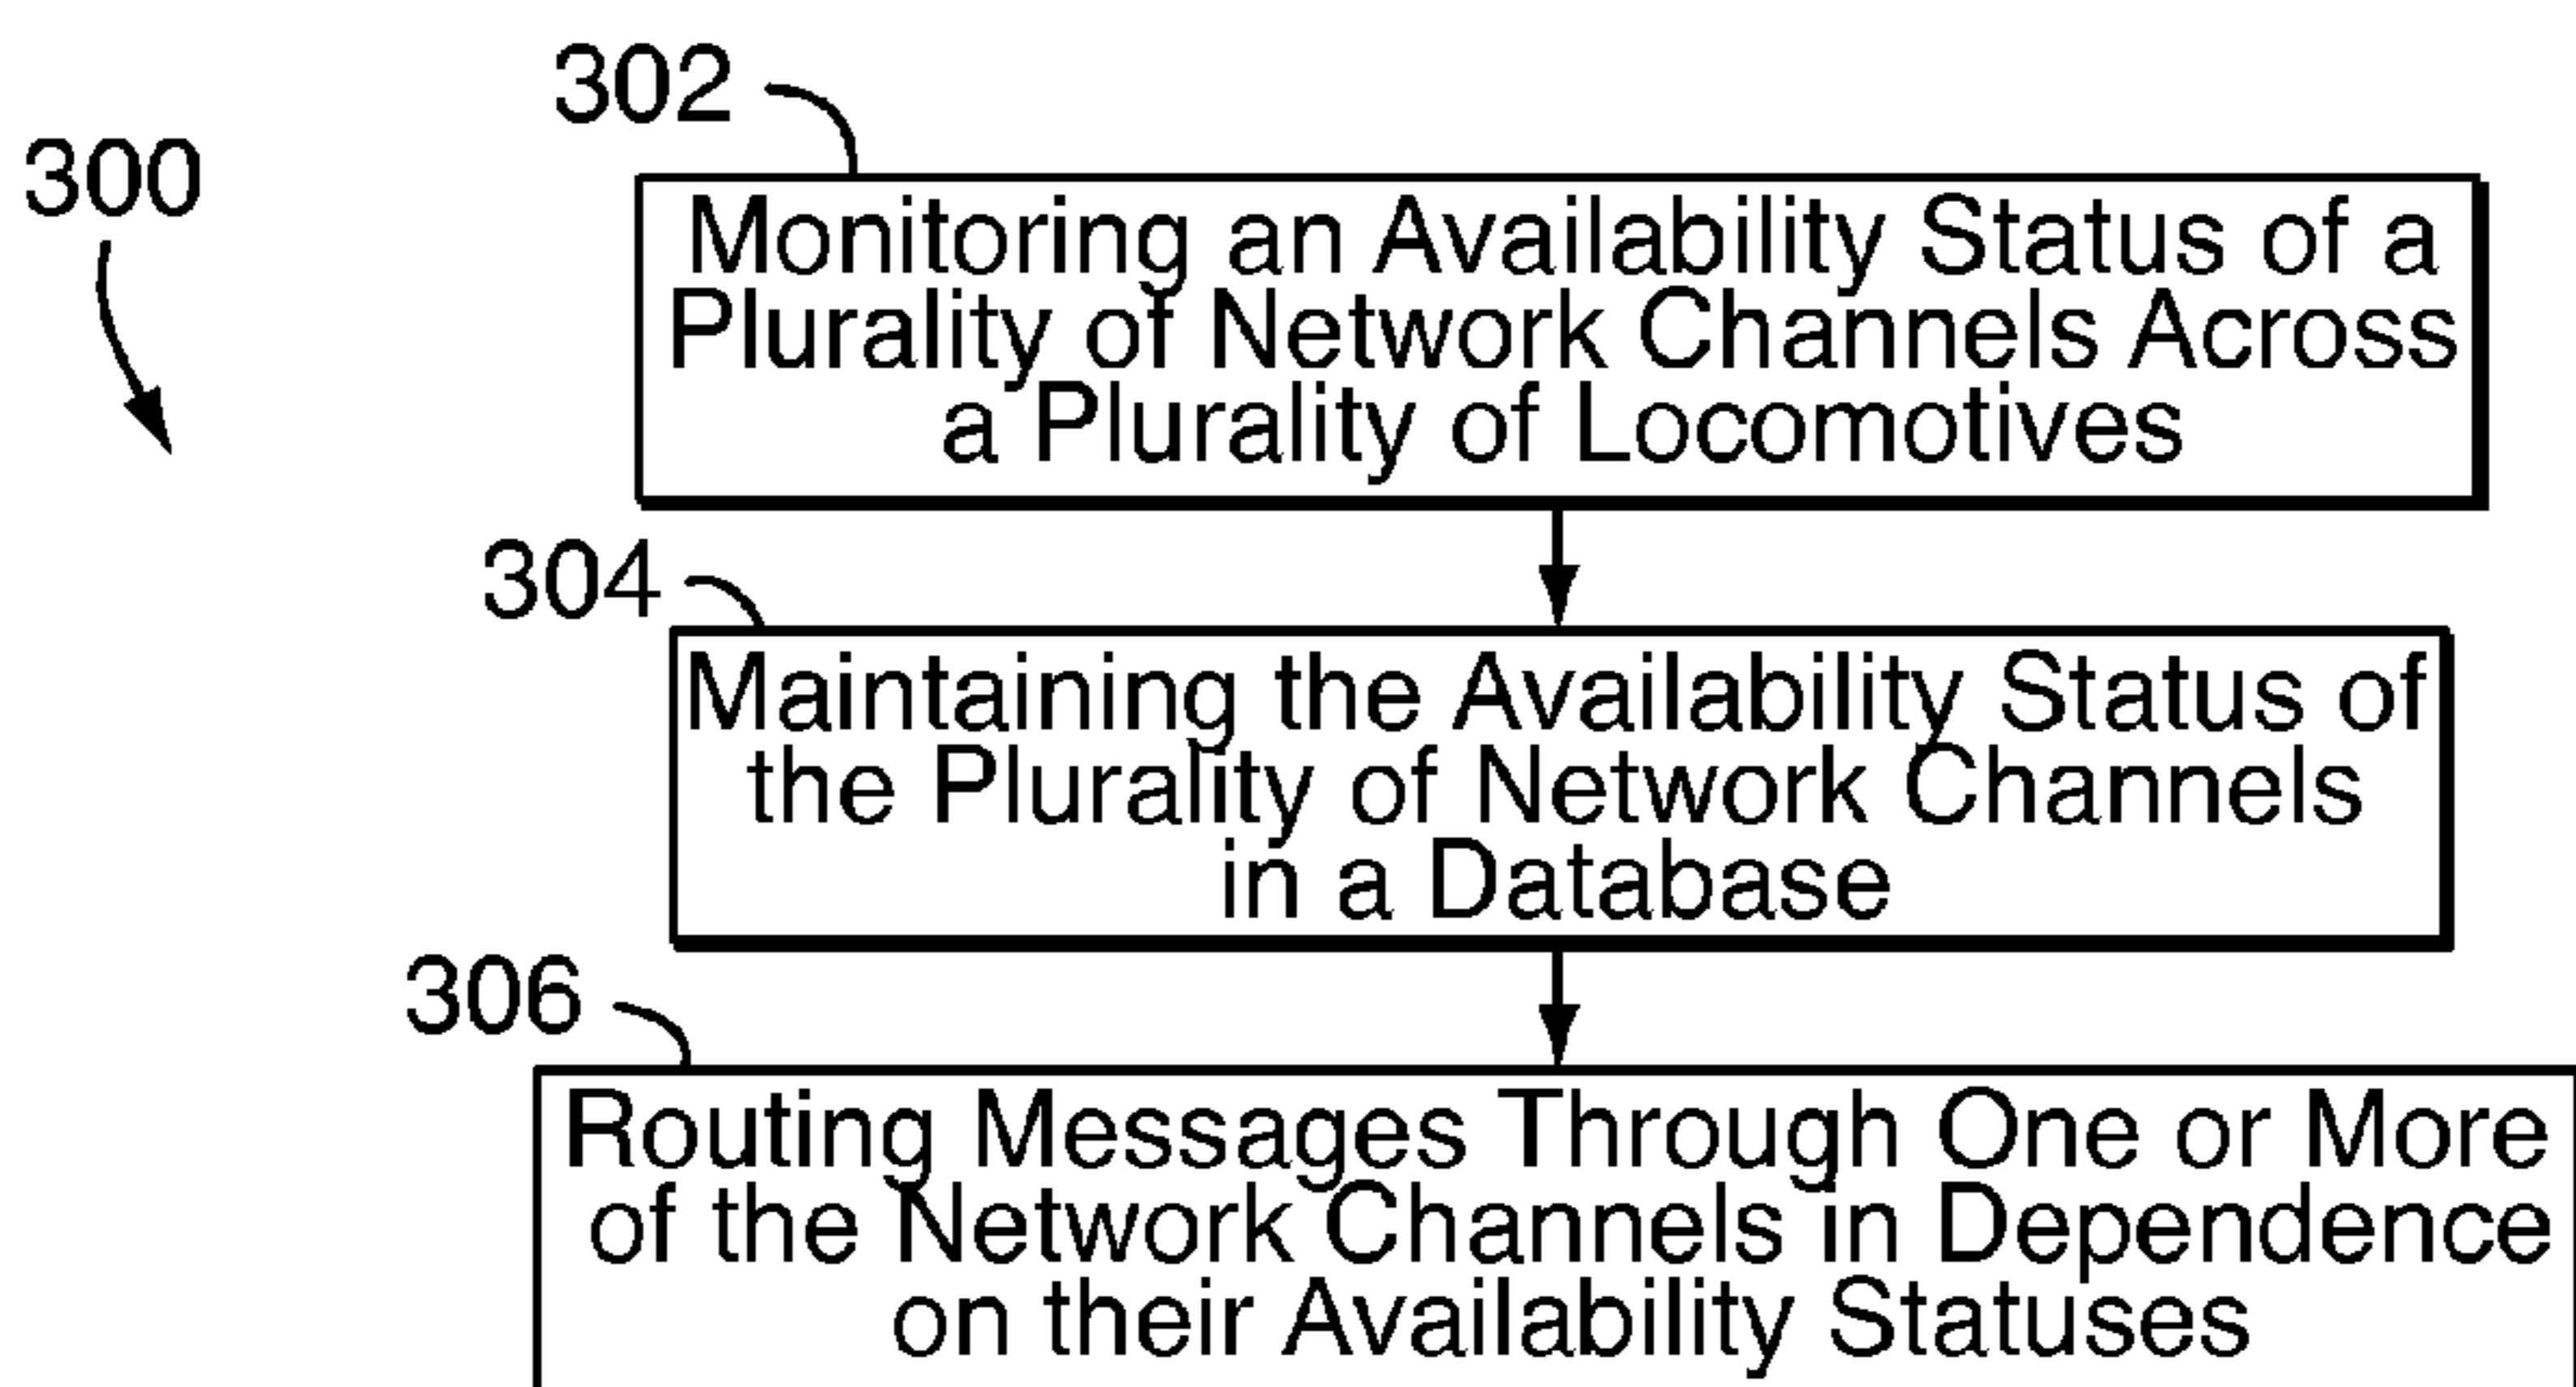 302
300
Monitoring an Availability Status of a
Plurality of Network Channels Across
a Plurality of Locomotives
304
Maintaining the Availability Status of
the Plurality of Network Channels
in a Database
306
Routing Messages Through One or More
of the Network Channels in Dependence
on their Availability Statuses